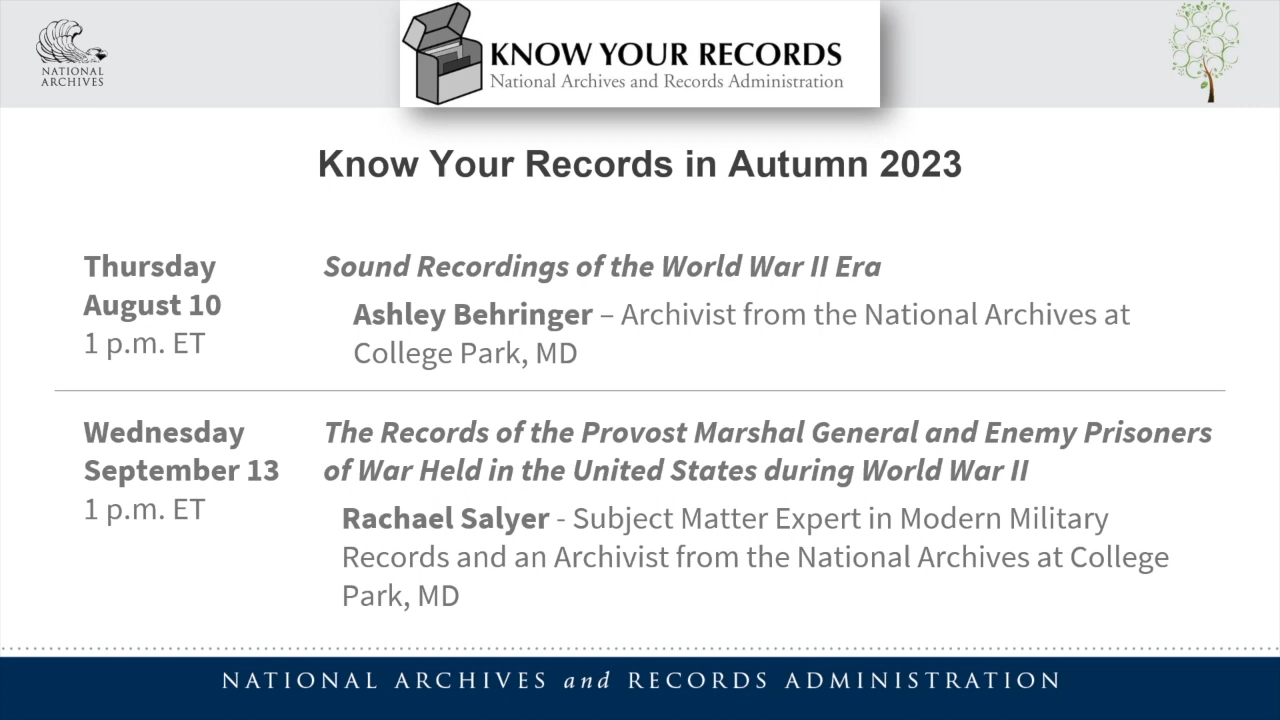 NATIONAL
ARCHIVES
KNOW YOUR RECORDS
National Archives and Records Administration
Know Your Records in Autumn 2023
Thursday
August 10
1 p.m. ET
Sound Recordings of the World War II Era
Ashley Behringer – Archivist from the National Archives at
College Park, MD
Wednesday
September 13
1 p.m. ET
The Records of the Provost Marshal General and Enemy Prisoners
of War Held in the United States during World War II
Rachael Salyer - Subject Matter Expert in Modern Military
Records and an Archivist from the National Archives at College
Park, MD
NATIONAL ARCHIVES and RECORDS ADMINISTRATION